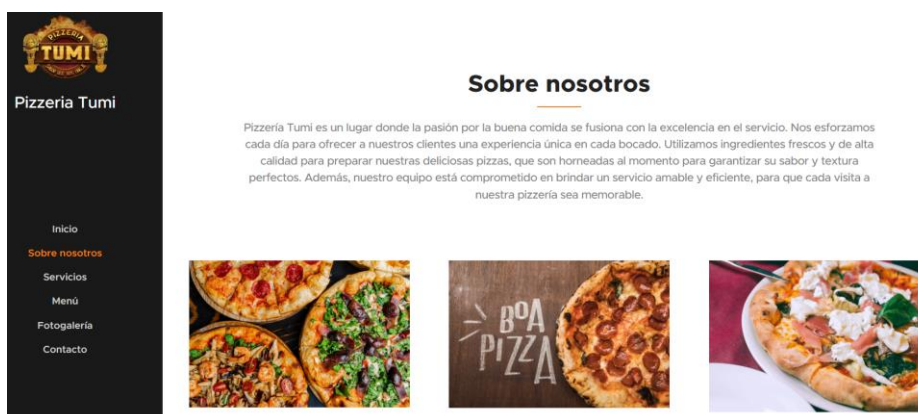 PIZZERIA
TUMI
Pizzeria Tumi
Inicio
Sobre nosotros
Servicios
Menú
Fotogalería
Contacto
Sobre nosotros
Pizzería Tumi es un lugar donde la pasión por la buena comida se fusiona con la excelencia en el servicio. Nos esforzamos
cada día para ofrecer a nuestros clientes una experiencia única en cada bocado. Utilizamos ingredientes frescos y de alta
calidad para preparar nuestras deliciosas pizzas, que son horneadas al momento para garantizar su sabor y textura
perfectos. Además, nuestro equipo está comprometido en brindar un servicio amable y eficiente, para que cada visita a
nuestra pizzería sea memorable.
BOA
PIZZA